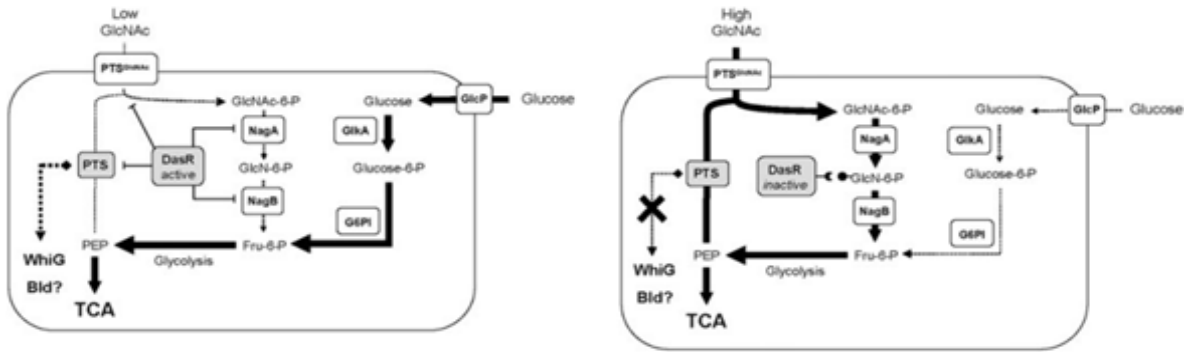 Low
GlcNAc
PTSGlcNAc
GlcNAc-6-P
Glucose
GlcP
Glucose
NagA
GlkA
PTS
DasR
active
GlcN-6-P
Glucose-6-P
NagB
G6PI
PEP
Fru-6-P
Glycolysis
WhiG
Bld?
TCA
High
GlcNAc
PTSGlcNAc
GlcNAc-6-P
Glucose
GlcP
Glucose
NagA
GlkA
PTS
DasR
inactive
GlcN-6-P
Glucose-6-P
NagB
G6PI
PEP
Fru-6-P
Glycolysis
WhiG
Bld?
TCA